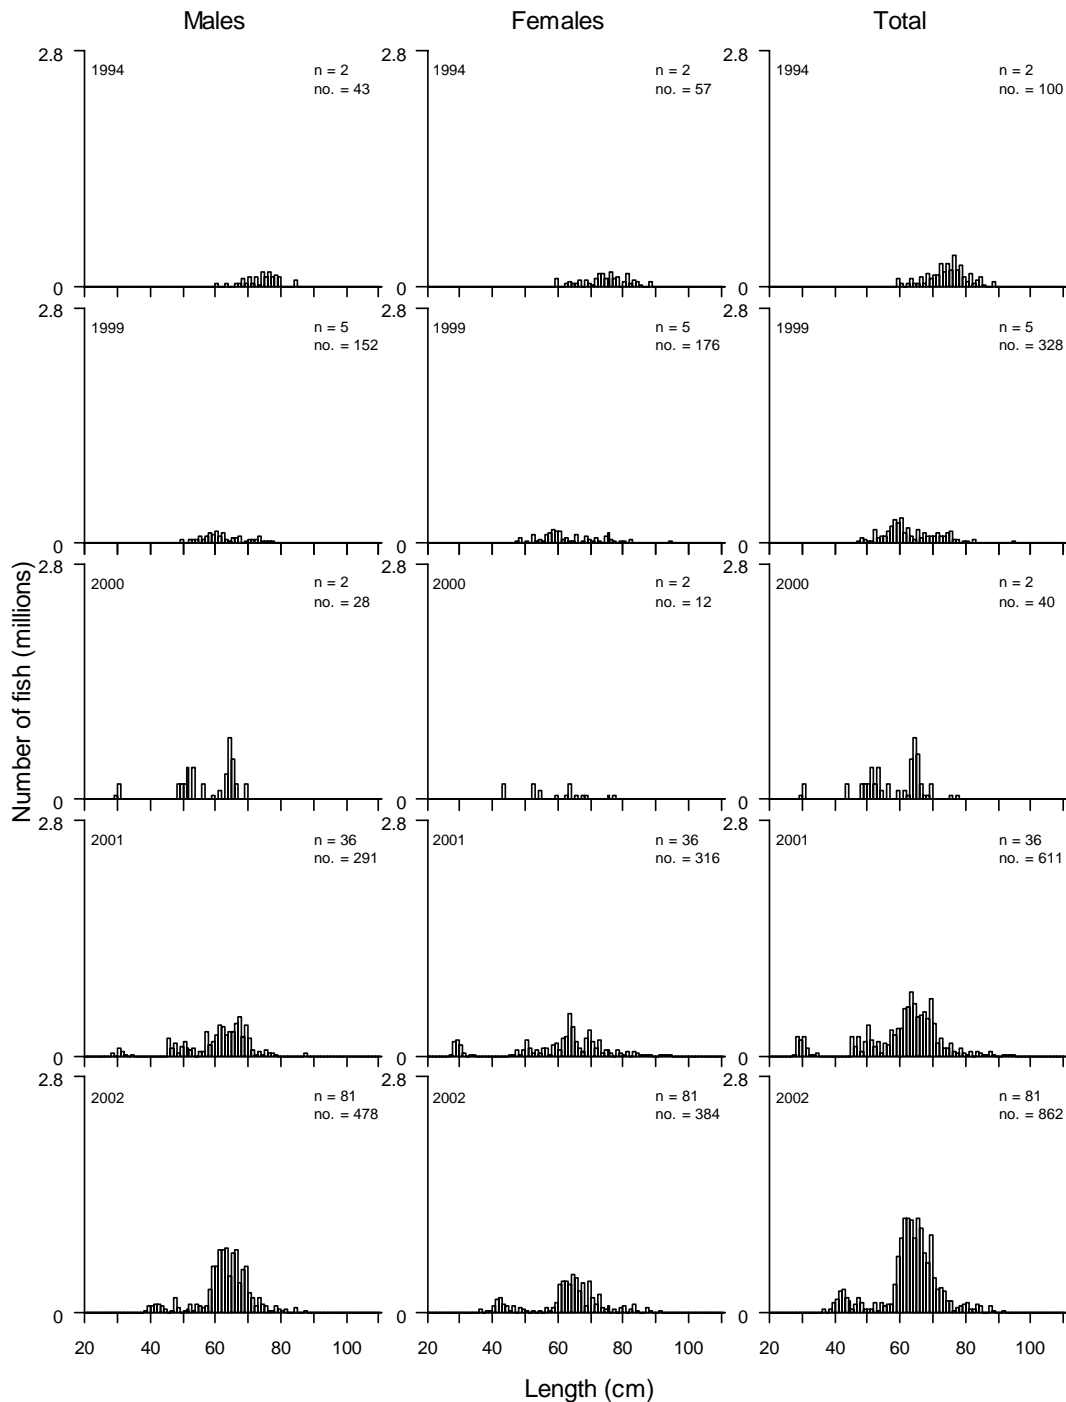 Males Females Total
2.8 2.8 2.8
1994 n = 2 1994 n = 2 1994 n = 2
no. = 43 no. = 57 no. = 100
0 0 0
2.8 2.8 2.8
1999 n = 5 1999 n = 5 1999 n = 5
no. = 152 no. = 176 no. = 328
0 0 0
2.8 2.8 2.8
2000 n = 2 2000 n = 2 2000 n = 2
no. = 28 no. = 12 no. = 40
0 0 0
2.8 2.8 2.8
2001 n = 36 2001 n = 36 2001 n = 36
no. = 291 no. = 316 no. = 611
0 0 0
2.8 2.8 2.8
2002 n = 81 2002 n = 81 2002 n = 81
no. = 478 no. = 384 no. = 862
0 0 0
20 40 60 80 100 20 40 60 80 100 20 40 60 80 100
Length (cm)
Number of fish (millions)